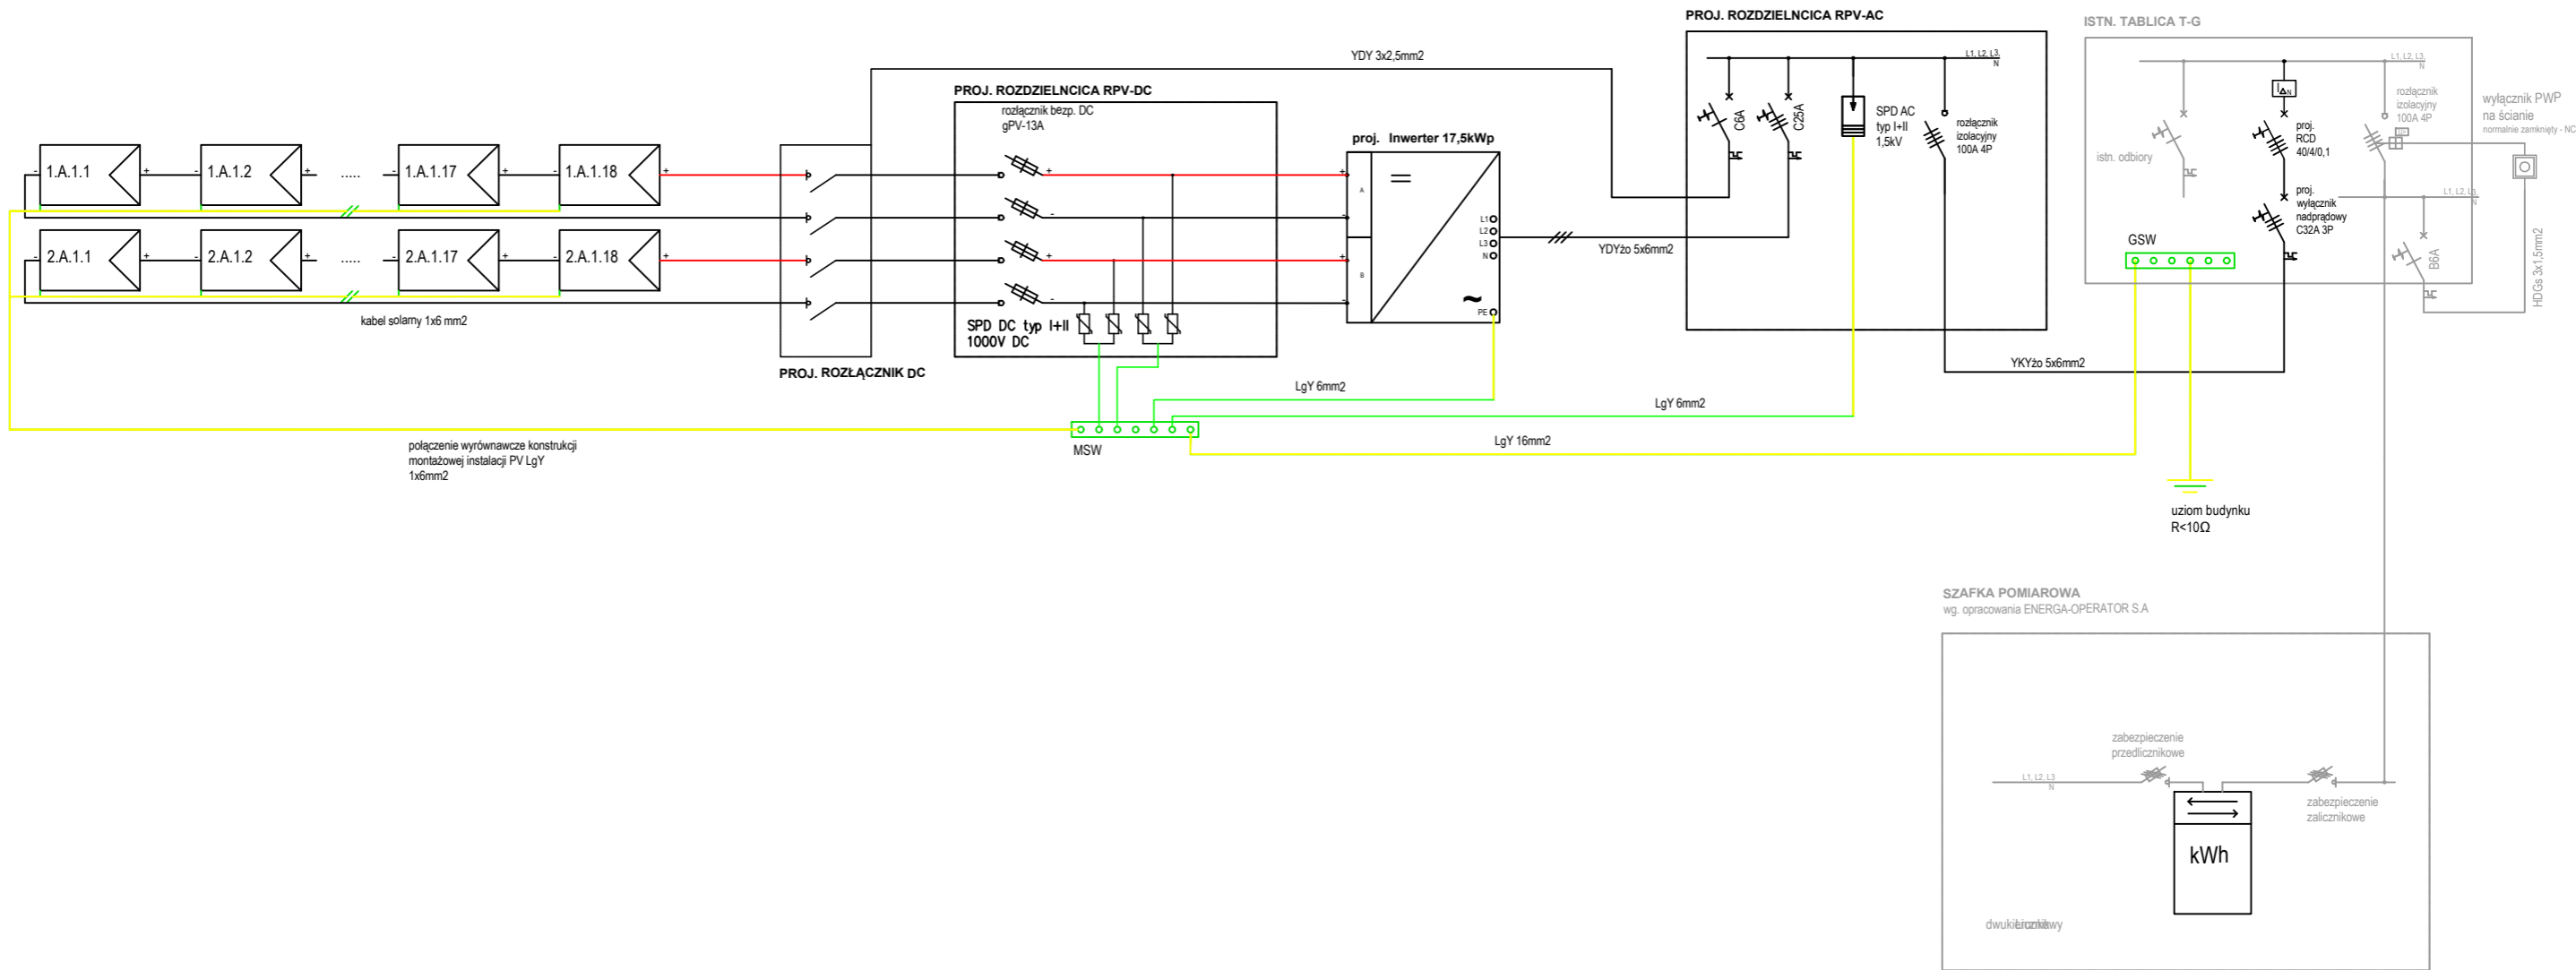 PROJ. ROZDZIELNCICA RPV-AC
ISTN. TABLICA T-G
YDY 3x2,5mm2
L1, L2, L3,
N
L1, L2, L3,
N
PROJ. ROZDZIELNCICA RPV-DC
rozłącznik bezp. DC
gPV-13A
C6A
C25A
SPD AC
typ I+II
1,5kV
rozłącznik
izolacyjny
100A 4P
proj. Inwerter 17,5kWp
I∆N
proj.
RCD
40/4/0,1
rozłącznik
izolacyjny
100A 4P
wyłącznik PWP
na ścianie
normalnie zamknięty - NC
istn. odbiory
1.A.1.1
- +
1.A.1.2
- +
.....
1.A.1.17
- +
1.A.1.18
- +
+
-
+
-
A
B
+
-
+
-
L1
L2
L3
N
PE
~
YDYżo 5x6mm2
proj.
wyłącznik
nadprądowy
C32A 3P
L1, L2, L3,
N
B6A
HDGs 3x1,5mm2
GSW
2.A.1.1
- +
2.A.1.2
- +
.....
2.A.1.17
- +
2.A.1.18
- +
kabel solarny 1x6 mm2
SPD DC typ I+II
1000V DC
PROJ. ROZŁĄCZNIK DC
YKYżo 5x6mm2
LgY 6mm2
LgY 6mm2
LgY 16mm2
MSW
połączenie wyrównawcze konstrukcji
montażowej instalacji PV LgY
1x6mm2
uziom budynku
R<10Ω
SZAFKA POMIAROWA
wg. opracowania ENERGA-OPERATOR S.A
zabezpieczenie
przedlicznikowe
L1, L2, L3
N
zabezpieczenie
zalicznikowe
kWh